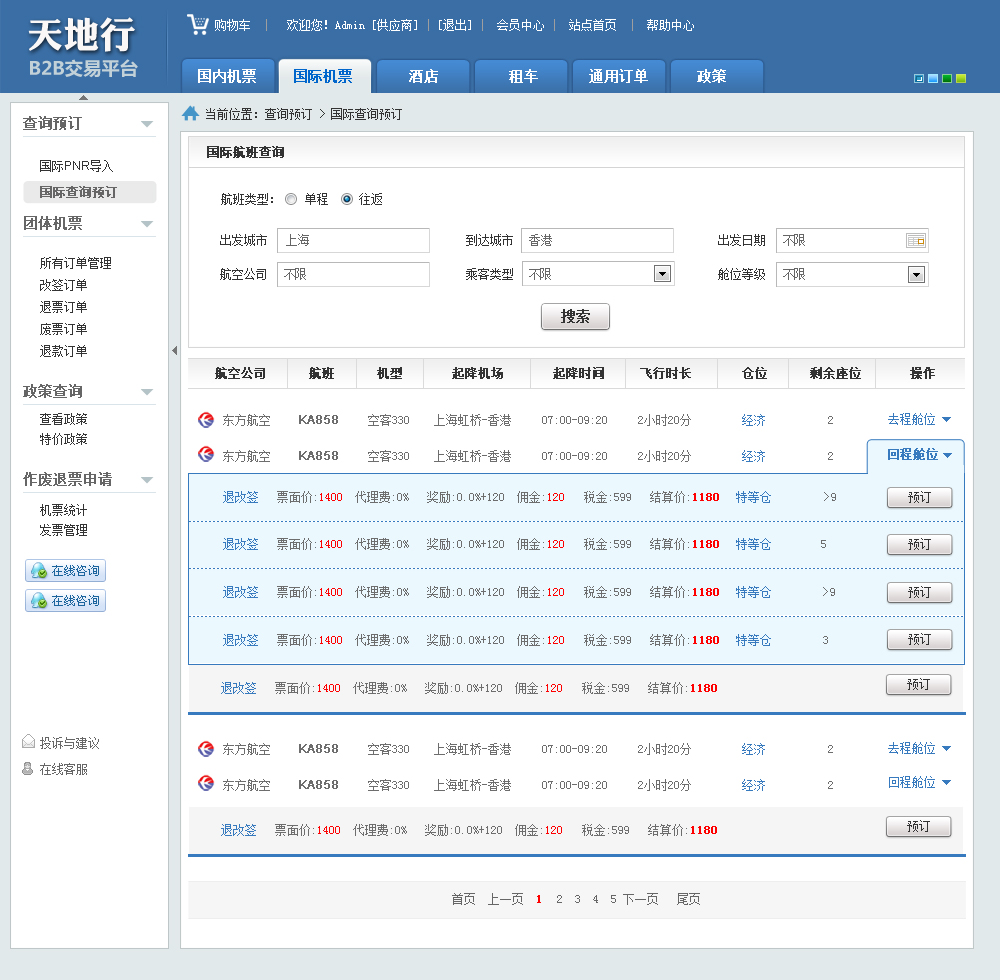 天地行
B2B交易平台
购物车 | 欢迎您! Admin [供应商] | [退出] | 会员中心 | 站点首页 | 帮助中心
国内机票 国际机票 酒店 租车 通用订单 政策
当前位置: 查询预订 > 国际查询预订
查询预订
国际PNR导入
国际查询预订
团体机票
所有订单管理
改签订单
退票订单
废票订单
退款订单
政策查询
查看政策
特价政策
作废退票申请
机票统计
发票管理
在线咨询
在线咨询
投诉与建议
在线客服
国际航班查询
航班类型: 单程 往返
出发城市 上海 到达城市 香港 出发日期 不限
航空公司 不限 乘客类型 不限 舱位等级 不限
搜索
航空公司 航班 机型 起降机场 起降时间 飞行时长 仓位 剩余座位 操作
东方航空 KA858 空客330 上海虹桥-香港 07:00-09:20 2小时20分 经济 2 去程舱位
东方航空 KA858 空客330 上海虹桥-香港 07:00-09:20 2小时20分 经济 2 回程舱位
退改签 票面价:1400 代理费:0% 奖励:0.0%+120 佣金:120 税金:599 结算价:1180 特等仓 >9 预订
退改签 票面价:1400 代理费:0% 奖励:0.0%+120 佣金:120 税金:599 结算价:1180 特等仓 5 预订
退改签 票面价:1400 代理费:0% 奖励:0.0%+120 佣金:120 税金:599 结算价:1180 特等仓 >9 预订
退改签 票面价:1400 代理费:0% 奖励:0.0%+120 佣金:120 税金:599 结算价:1180 特等仓 3 预订
退改签 票面价:1400 代理费:0% 奖励:0.0%+120 佣金:120 税金:599 结算价:1180 预订
东方航空 KA858 空客330 上海虹桥-香港 07:00-09:20 2小时20分 经济 2 去程舱位
东方航空 KA858 空客330 上海虹桥-香港 07:00-09:20 2小时20分 经济 2 回程舱位
退改签 票面价:1400 代理费:0% 奖励:0.0%+120 佣金:120 税金:599 结算价:1180 预订
首页 上一页 1 2 3 4 5 下一页 尾页